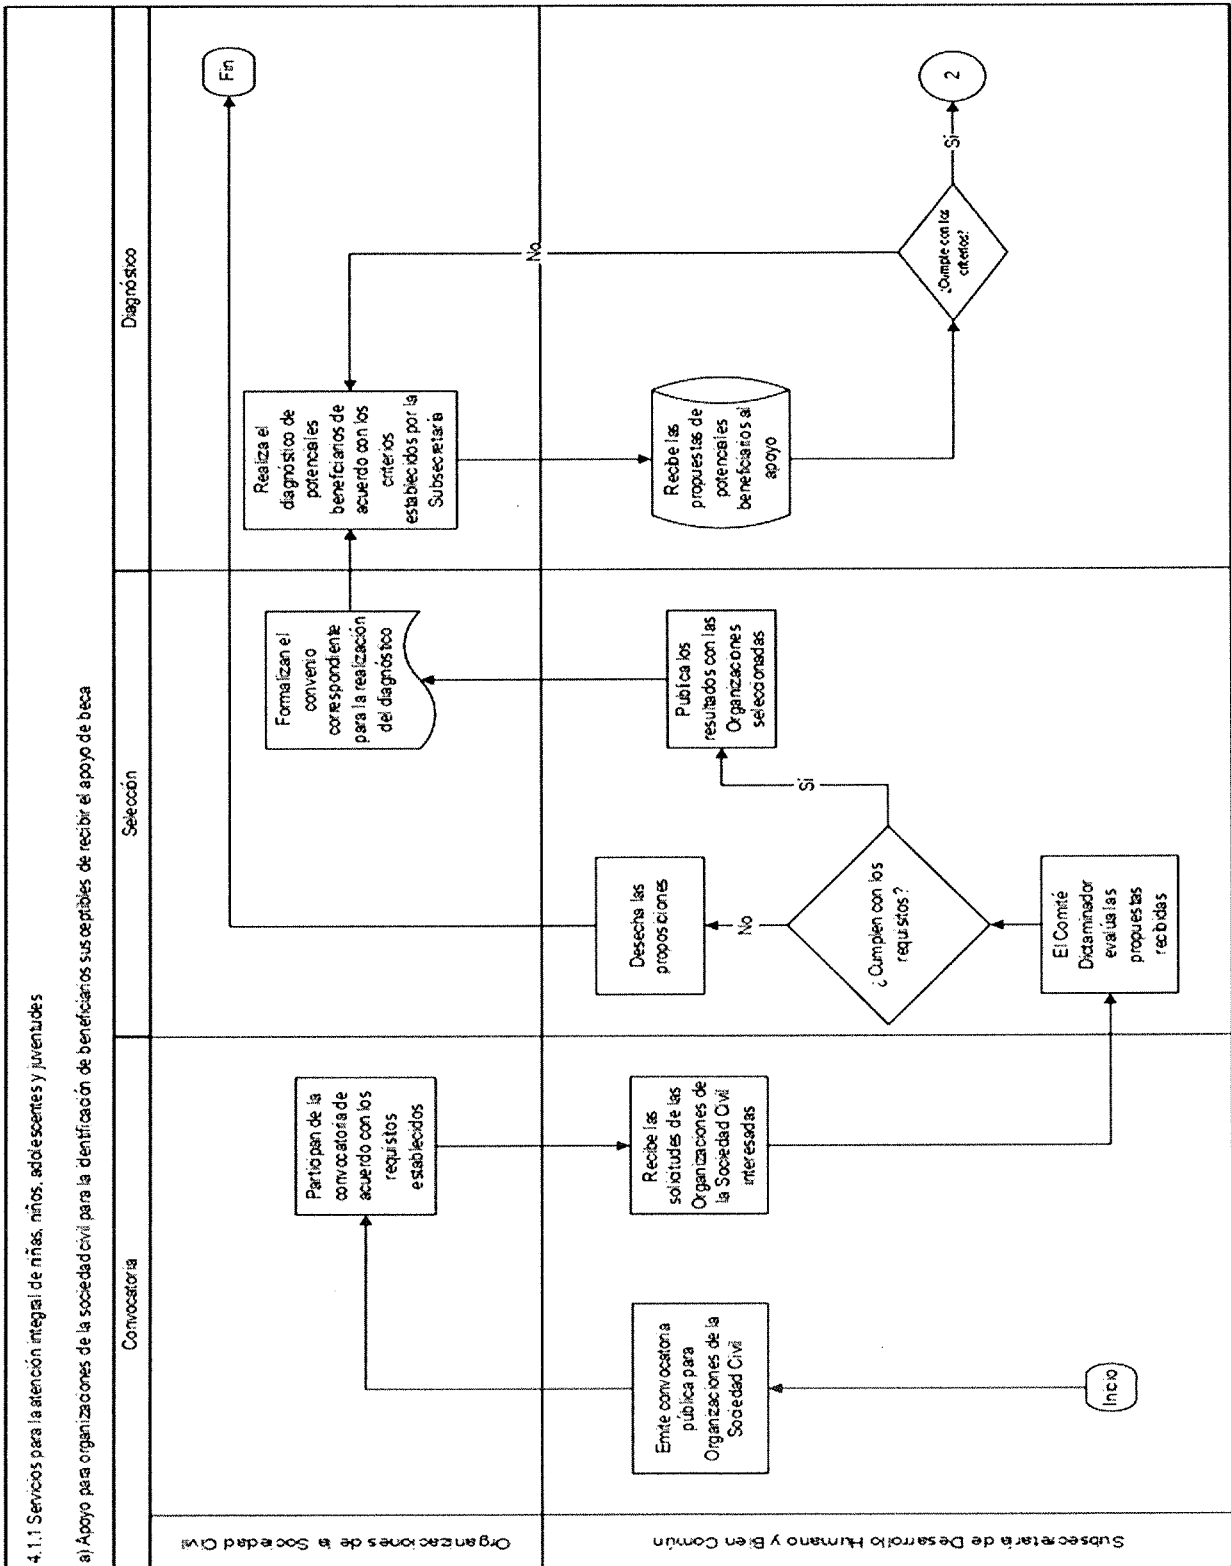 4.1.1 Servicios para la atención integral de niñas, niños, adolescentes y juventudes
a) Apoyo para organizaciones de la sociedad civil para la identificación de beneficiarios susceptibles de recibir el apoyo de beca
Convocatoria
Selección
Diagnóstico
Organizaciones de la Sociedad Civil
Participan de la
convocatoria de
acuerdo con los
requistos
establecidos
Formalizan el
convenio
correspondiente
para la realización
del diagnóstico
Realiza el
diagnóstico de
potenciales
beneficiarios de
acuerdo con los
criterios
establecidos por la
Subsecretaría
Fin
Subsecretaría de Desarrollo Humano y Bien Común
Inicio
Emite convocatoria
pública para
Organizaciones de la
Sociedad Civil
Recibe las
solicitudes de las
Organizaciones de
la Sociedad Civil
interesadas
El Comité
Dictaminador
evalúa las
propuestas
recibidas
¿Cumplen con los
requisitos?
No
Desecha las
proposiciones
Sí
Publica los
resultados con las
Organizaciones
seleccionadas
Recibe las
propuestas de
potenciales
beneficiarios al
apoyo
¿Cumple con los
criterios?
No
Sí
2